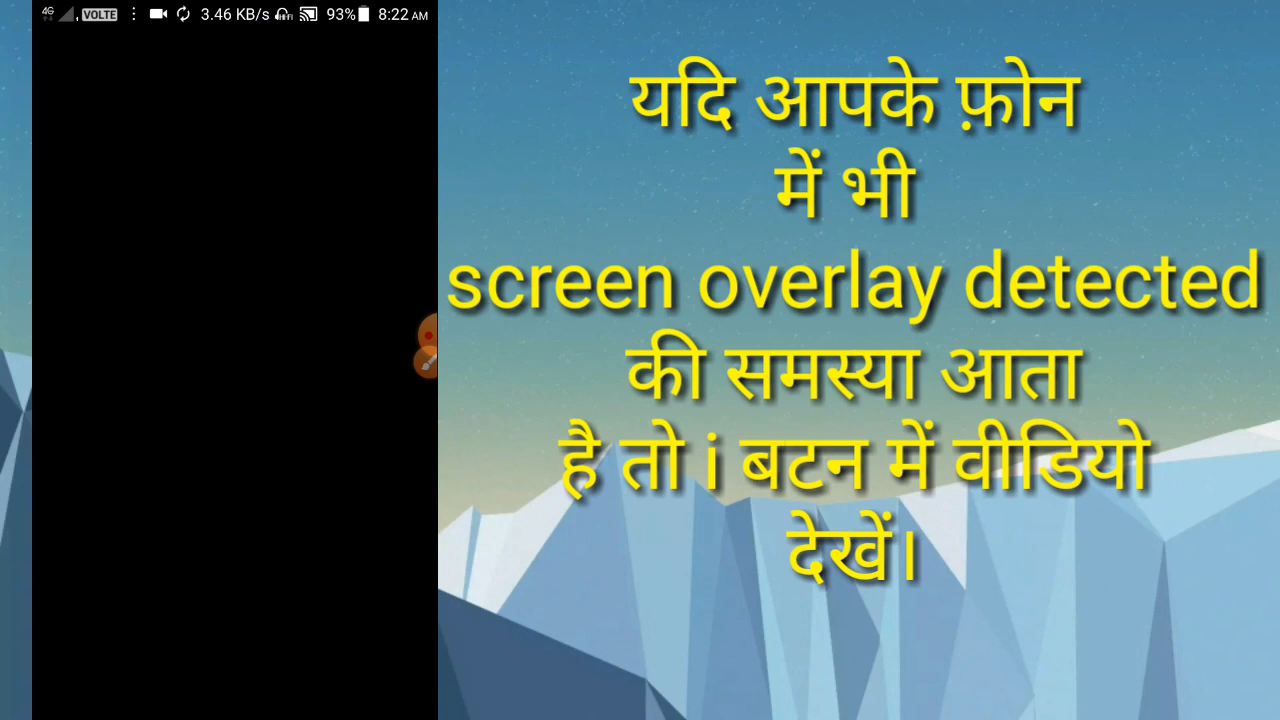 4G VOLTE 3.46 KB/s 93% 8:22 AM
यदि आपके फ़ोन
में भी
screen overlay detected
की समस्या आता
है तो i बटन में वीडियो
देखें।